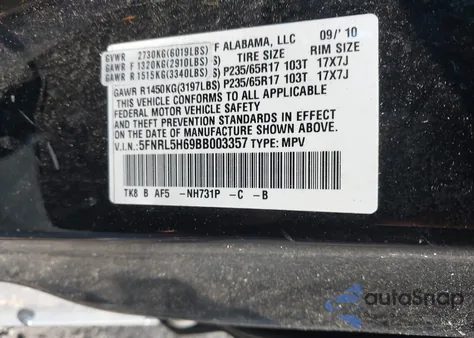 F ALABAMA, LLC 09/'10
GVWR 2730KG(6019LBS) TIRE SIZE RIM SIZE
GAWR F 1320KG(2910LBS) S) P235/65R17 103T 17X7J
GAWR R 1515KG(3340LBS) S)
GAWR R1450KG(3197LBS) P235/65R17 103T 17X7J
THIS VEHICLE CONFORMS TO ALL APPLICABLE
FEDERAL MOTOR VEHICLE SAFETY
AND THEFT PREVENTION STANDARDS IN EFFECT
ON THE DATE OF MANUFACTURE SHOWN ABOVE.
V.I.N.:5FNRL5H69BB003357 TYPE: MPV
TK8 B AF5 -NH731P -C -B
autoSnap